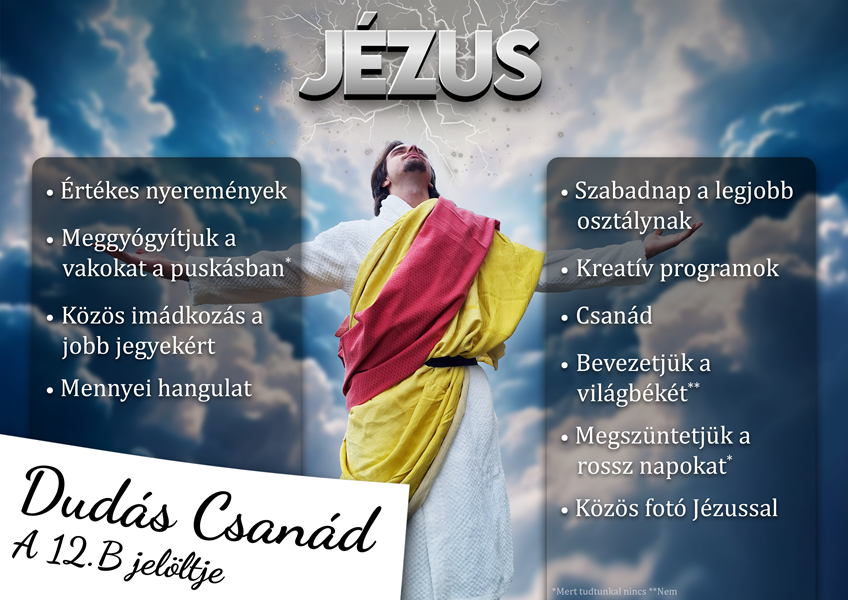 JÉZUS
• Értékes nyeremények
• Meggyógyítjuk a
vakokat a puskásban*
• Közös imádkozás a
jobb jegyekért
• Mennyei hangulat
• Szabadnap a legjobb
osztálynak
• Kreatív programok
• Csanád
• Bevezetjük a
világbékét**
• Megszüntetjük a
rossz napokat*
• Közös fotó Jézussal
Dudás Csanád
A 12.B jelöltje
*Mert tudtunkal nincs **Nem